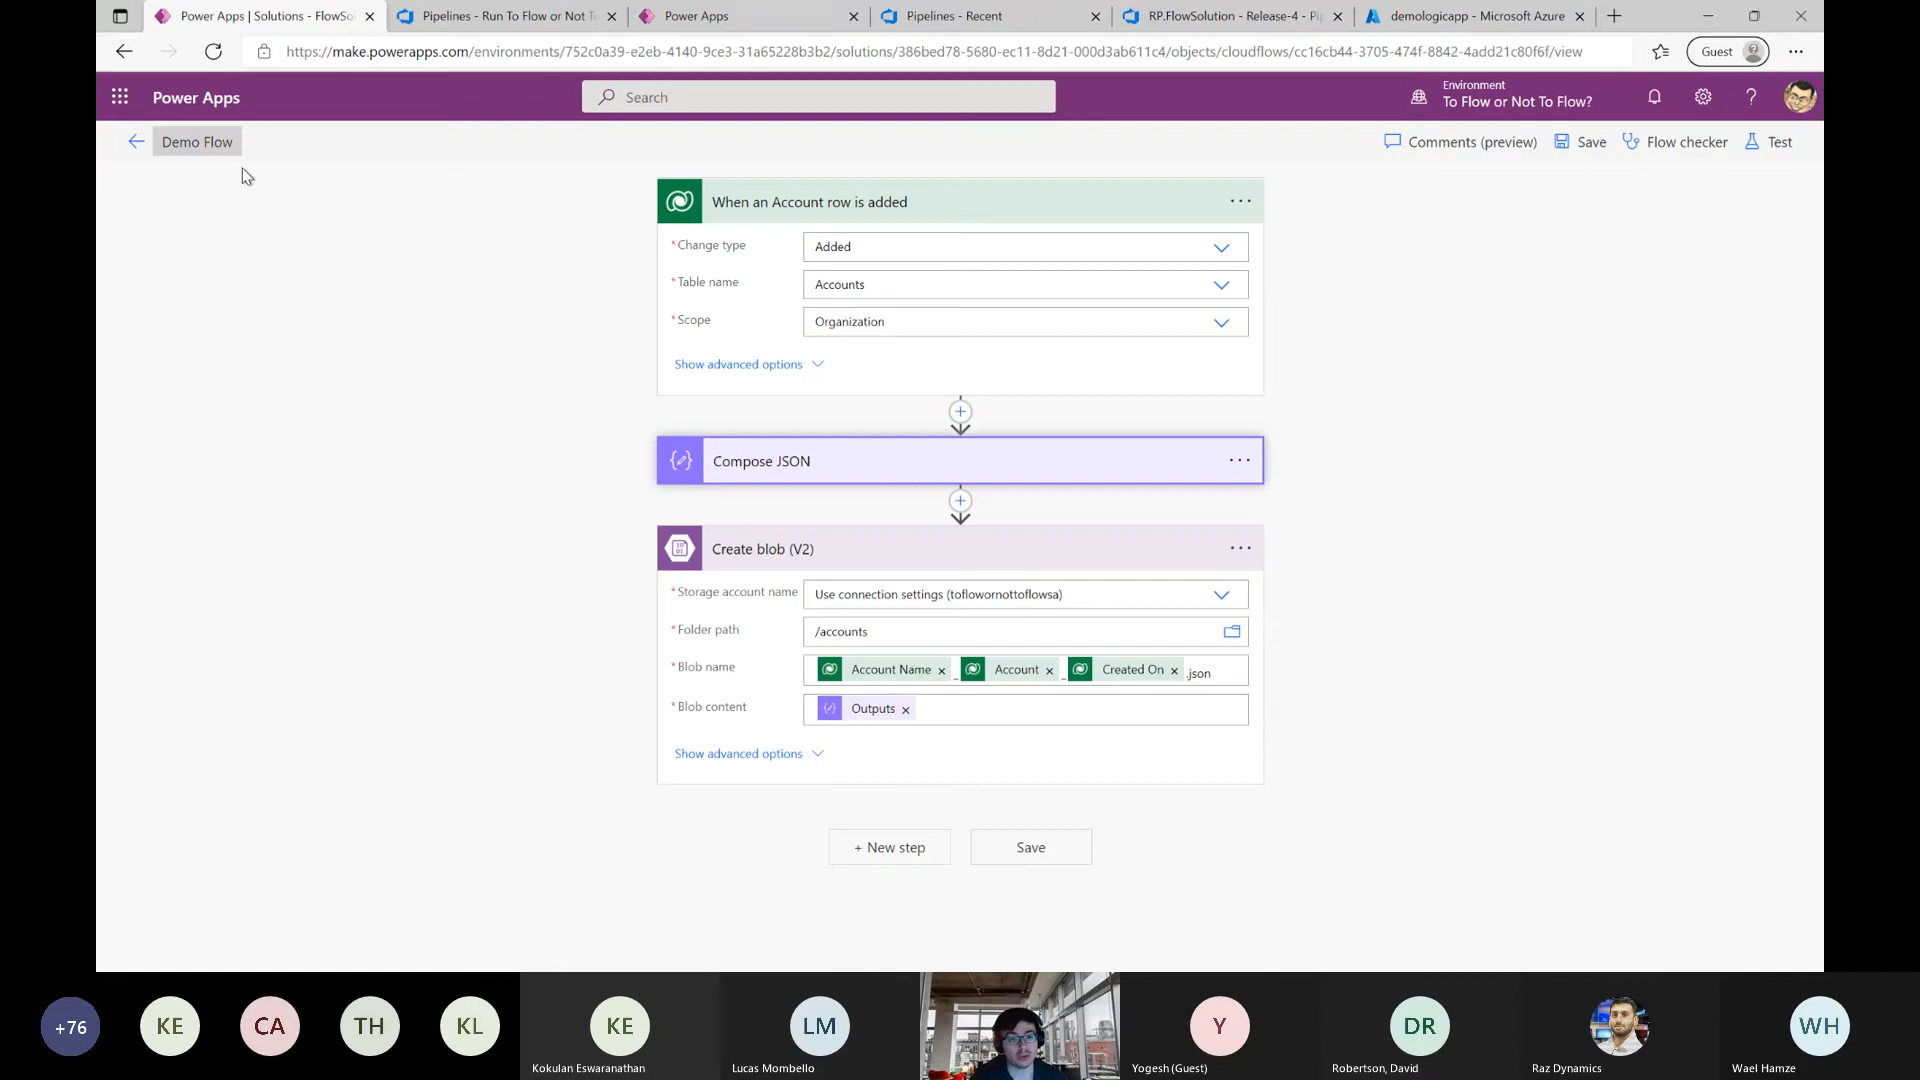 Power Apps | Solutions - FlowSo
Pipelines - Run To Flow or Not T
Power Apps
Pipelines - Recent
RP.FlowSolution - Release-4 - Pi
demologicapp - Microsoft Azure
https://make.powerapps.com/environments/752c0a39-e2eb-4140-9ce3-31a65228b3b2/solutions/386bed78-5680-ec11-8d21-000d3ab611c4/objects/cloudflows/cc16cb44-3705-474f-8842-4add21c80f6f/view
Guest
Power Apps
Search
Environment
To Flow or Not To Flow?
Demo Flow
Comments (preview)
Save
Flow checker
Test
When an Account row is added
* Change type
Added
* Table name
Accounts
* Scope
Organization
Show advanced options
Compose JSON
Create blob (V2)
* Storage account name
Use connection settings (toflowornottoflowsa)
* Folder path
/accounts
* Blob name
Account Name x _ Account x _ Created On x .json
* Blob content
Outputs x
Show advanced options
+ New step
Save
+76
KE
CA
TH
KL
KE
Kokulan Eswaranathan
LM
Lucas Mombello
Y
Yogesh (Guest)
DR
Robertson, David
Raz Dynamics
WH
Wael Hamze